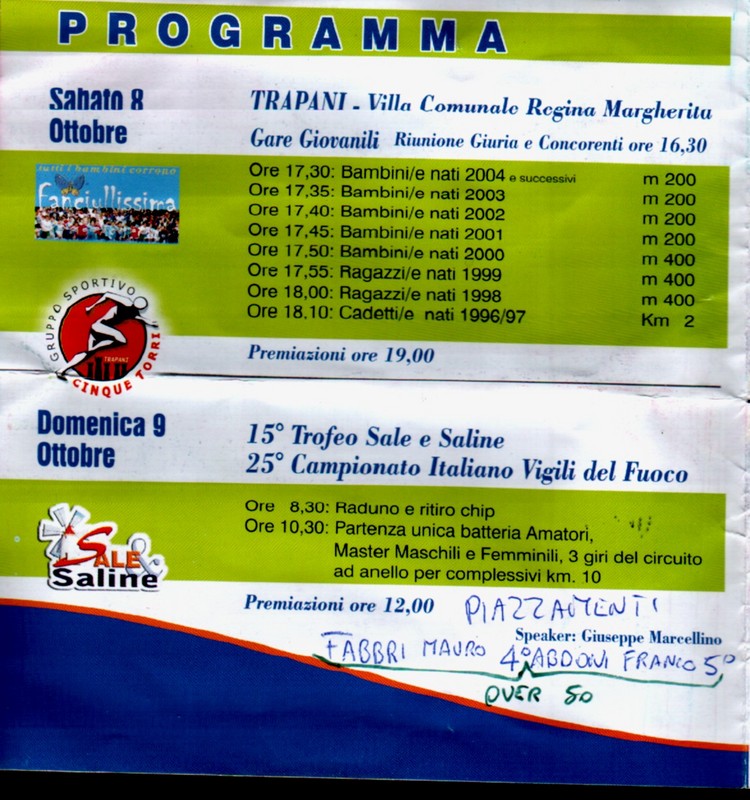 PROGRAMMA
Sabato 8
Ottobre
TRAPANI - Villa Comunale Regina Margherita
Gare Giovanili Riunione Giuria e Concorenti ore 16,30
tutti i bambini corrono
Fanciullissima
Ore 17,30: Bambini/e nati 2004 e successivi m 200
Ore 17,35: Bambini/e nati 2003 m 200
Ore 17,40: Bambini/e nati 2002 m 200
Ore 17,45: Bambini/e nati 2001 m 200
Ore 17,50: Bambini/e nati 2000 m 400
Ore 17,55: Ragazzi/e nati 1999 m 400
Ore 18,00: Ragazzi/e nati 1998 m 400
Ore 18,10: Cadetti/e nati 1996/97 Km 2
GRUPPO SPORTIVO
TRAPANI
CINQUE TORRI
Premiazioni ore 19,00
Domenica 9
Ottobre
15° Trofeo Sale e Saline
25° Campionato Italiano Vigili del Fuoco
Ore 8,30: Raduno e ritiro chip
Ore 10,30: Partenza unica batteria Amatori,
Master Maschili e Femminili, 3 giri del circuito
ad anello per complessivi km. 10
SALE &
Saline
Premiazioni ore 12,00 PIAZZAMENTI
Speaker: Giuseppe Marcellino
FABBRI MAURO 4° ABDONI FRANCO 5°
OVER 50